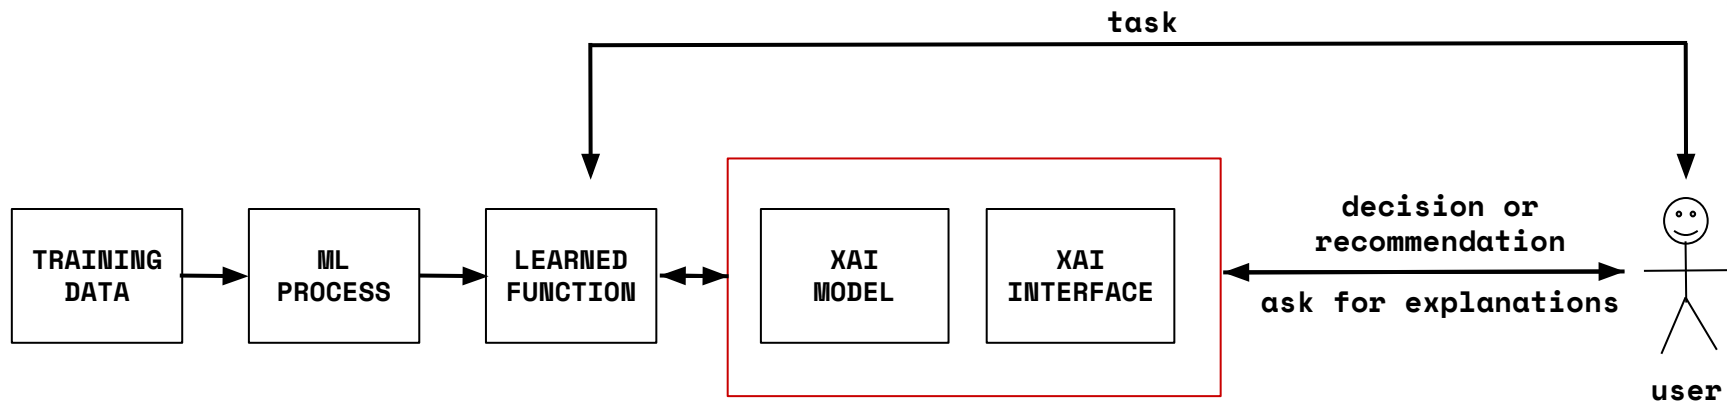 task
TRAINING
DATA
ML
PROCESS
LEARNED
FUNCTION
XAI
MODEL
XAI
INTERFACE
decision or
recommendation
ask for explanations
user